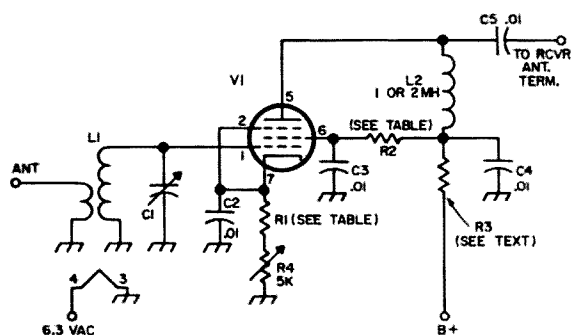 C5 .01
TO RCVR
ANT.
TERM.
V1
5
L2
1 OR 2MH
2
6
(SEE TABLE)
L1
1
R2
ANT
C3
.01
C4
.01
7
C1
C2
.01
R1(SEE TABLE)
R3
(SEE TEXT)
R4
5K
4
3
6.3 VAC
B+